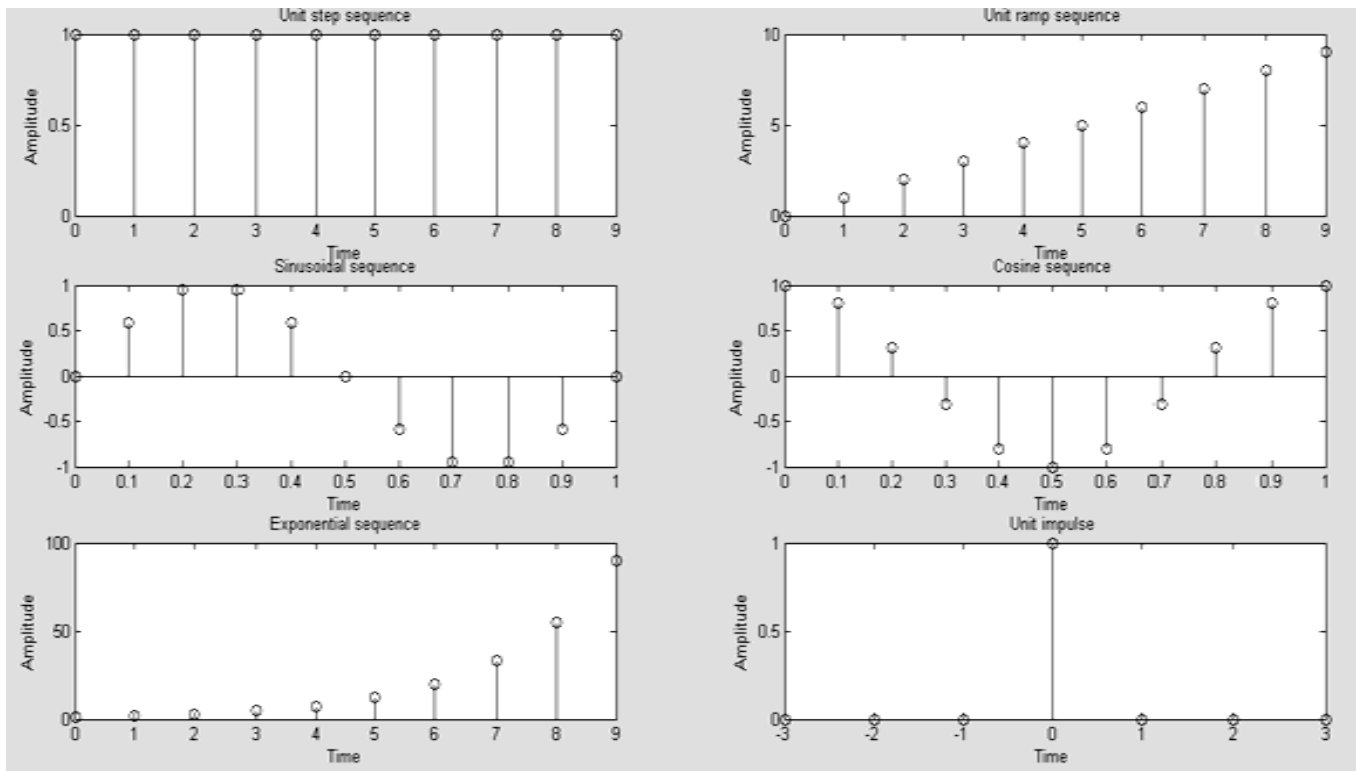 Unit step sequence
1
0.5
0
Amplitude
0 1 2 3 4 5 6 7 8 9
Time
Unit ramp sequence
10
5
0
Amplitude
0 1 2 3 4 5 6 7 8 9
Time
Sinusoidal sequence
1
0.5
0
-0.5
-1
Amplitude
0 0.1 0.2 0.3 0.4 0.5 0.6 0.7 0.8 0.9 1
Time
Cosine sequence
1
0.5
0
-0.5
-1
Amplitude
0 0.1 0.2 0.3 0.4 0.5 0.6 0.7 0.8 0.9 1
Time
Exponential sequence
100
50
0
Amplitude
0 1 2 3 4 5 6 7 8 9
Time
Unit impulse
1
0.5
0
Amplitude
-3 -2 -1 0 1 2 3
Time